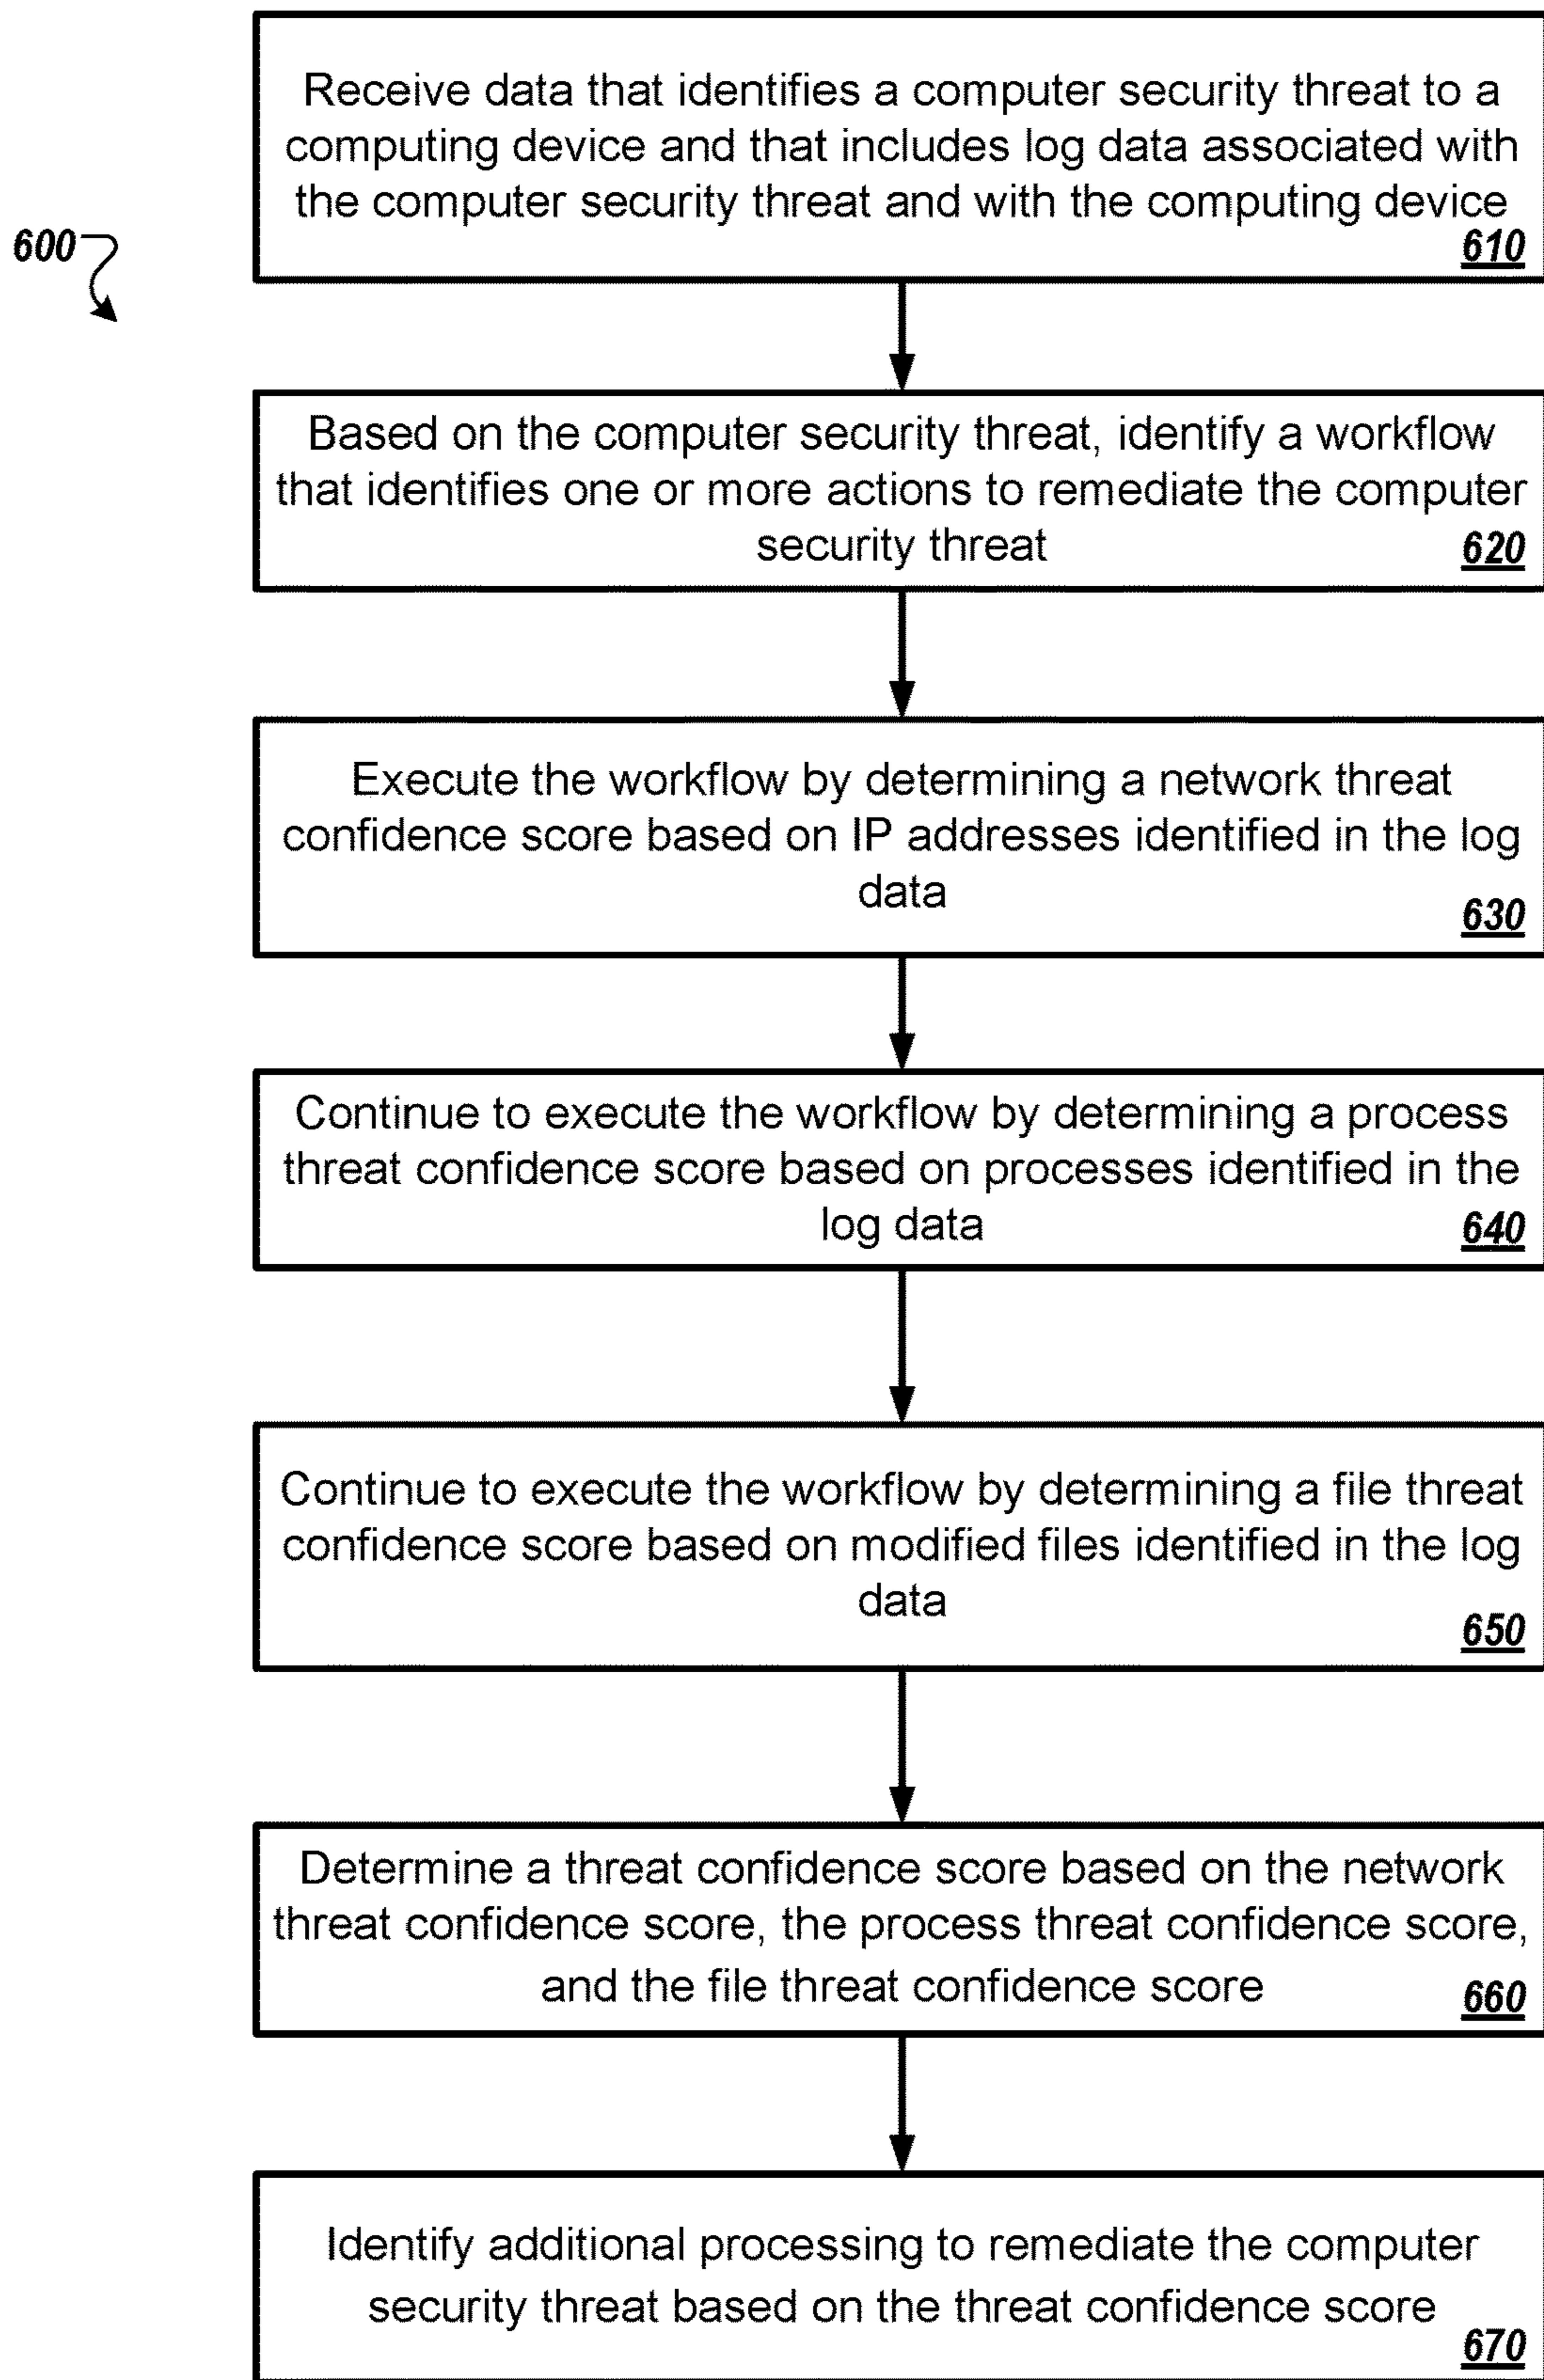 Receive data that identifies a computer security threat to a
computing device and that includes log data associated with
the computer security threat and with the computing device
610
600
Based on the computer security threat, identify a workflow
that identifies one or more actions to remediate the computer
security threat
620
Execute the workflow by determining a network threat
confidence score based on IP addresses identified in the log
data
630
Continue to execute the workflow by determining a process
threat confidence score based on processes identified in the
log data
640
Continue to execute the workflow by determining a file threat
confidence score based on modified files identified in the log
data
650
Determine a threat confidence score based on the network
threat confidence score, the process threat confidence score,
and the file threat confidence score
660
Identify additional processing to remediate the computer
security threat based on the threat confidence score
670